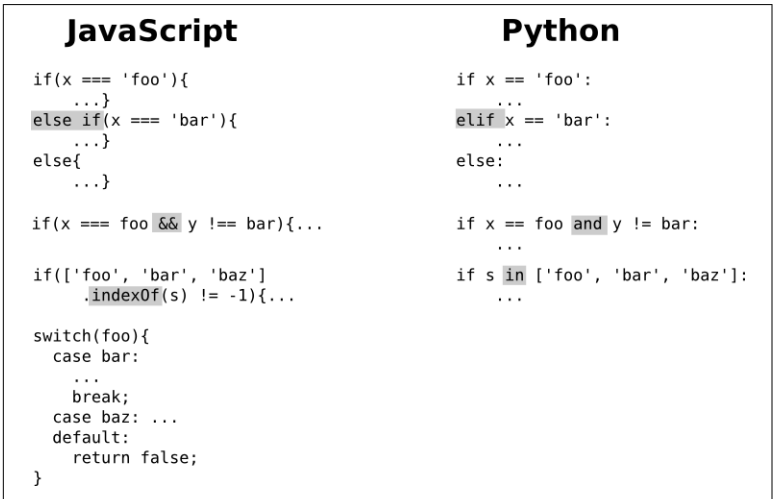 JavaScript
if(x === 'foo'){
    ...}
else if(x === 'bar'){
    ...}
else{
    ...}
if(x === foo && y !== bar){...
if(['foo', 'bar', 'baz']
     .indexOf(s) != -1){...
switch(foo){
  case bar:
    ...
    break;
  case baz: ...
  default:
    return false;
}
Python
if x == 'foo':
    ...
elif x == 'bar':
    ...
else:
    ...
if x == foo and y != bar:
    ...
if s in ['foo', 'bar', 'baz']:
    ...